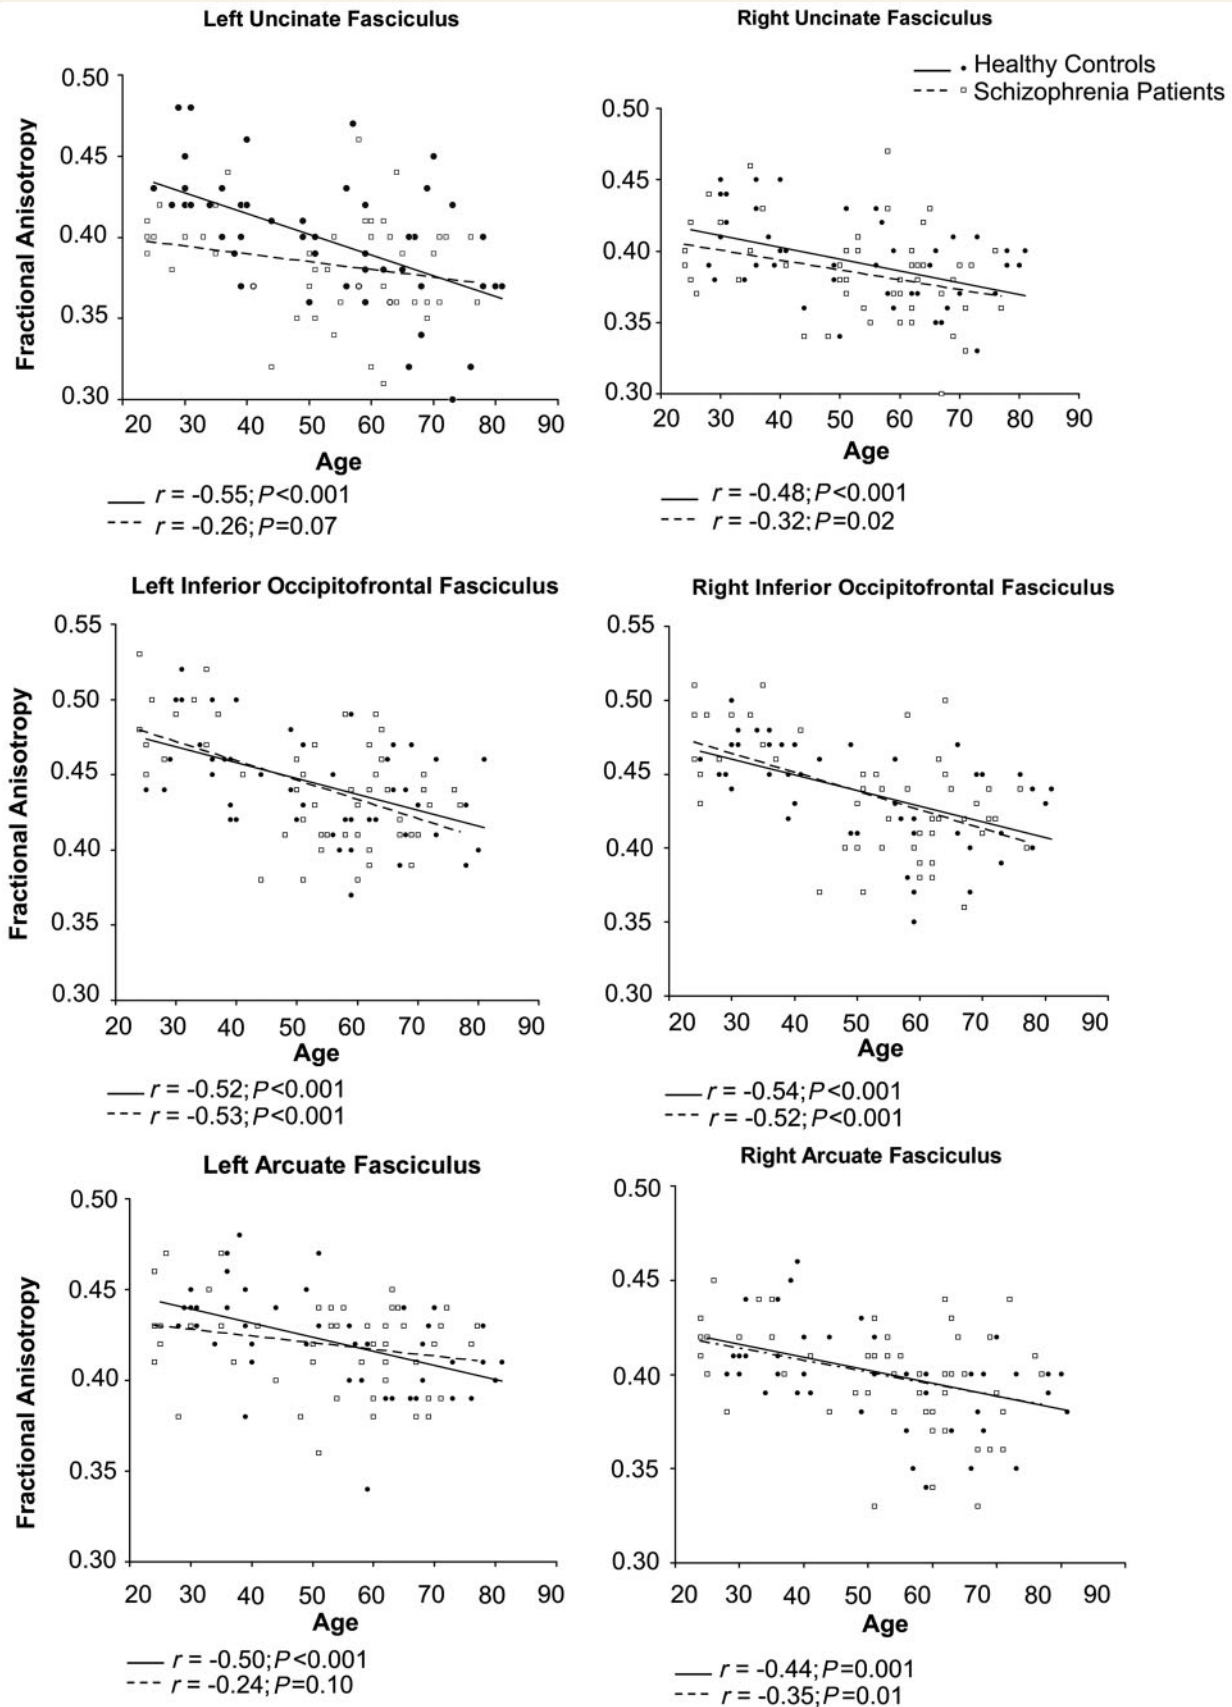 Left Uncinate Fasciculus
Right Uncinate Fasciculus
Healthy Controls
Schizophrenia Patients
Fractional Anisotropy
0.50
0.45
0.40
0.35
0.30
20 30 40 50 60 70 80 90
Age
r = -0.55; P<0.001
r = -0.26; P=0.07
0.50
0.45
0.40
0.35
0.30
20 30 40 50 60 70 80 90
Age
r = -0.48; P<0.001
r = -0.32; P=0.02
Left Inferior Occipitofrontal Fasciculus
Right Inferior Occipitofrontal Fasciculus
Fractional Anisotropy
0.55
0.50
0.45
0.40
0.35
0.30
20 30 40 50 60 70 80 90
Age
r = -0.52; P<0.001
r = -0.53; P<0.001
0.55
0.50
0.45
0.40
0.35
0.30
20 30 40 50 60 70 80 90
Age
r = -0.54; P<0.001
r = -0.52; P<0.001
Left Arcuate Fasciculus
Right Arcuate Fasciculus
Fractional Anisotropy
0.50
0.45
0.40
0.35
0.30
20 30 40 50 60 70 80 90
Age
r = -0.50; P<0.001
r = -0.24; P=0.10
0.50
0.45
0.40
0.35
0.30
20 30 40 50 60 70 80 90
Age
r = -0.44; P=0.001
r = -0.35; P=0.01